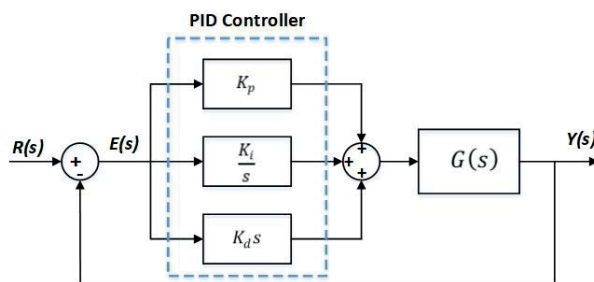 PID Controller
K_p
R(s)
E(s)
+
-
K_i
s
+
+
+
G(s)
Y(s)
K_d s